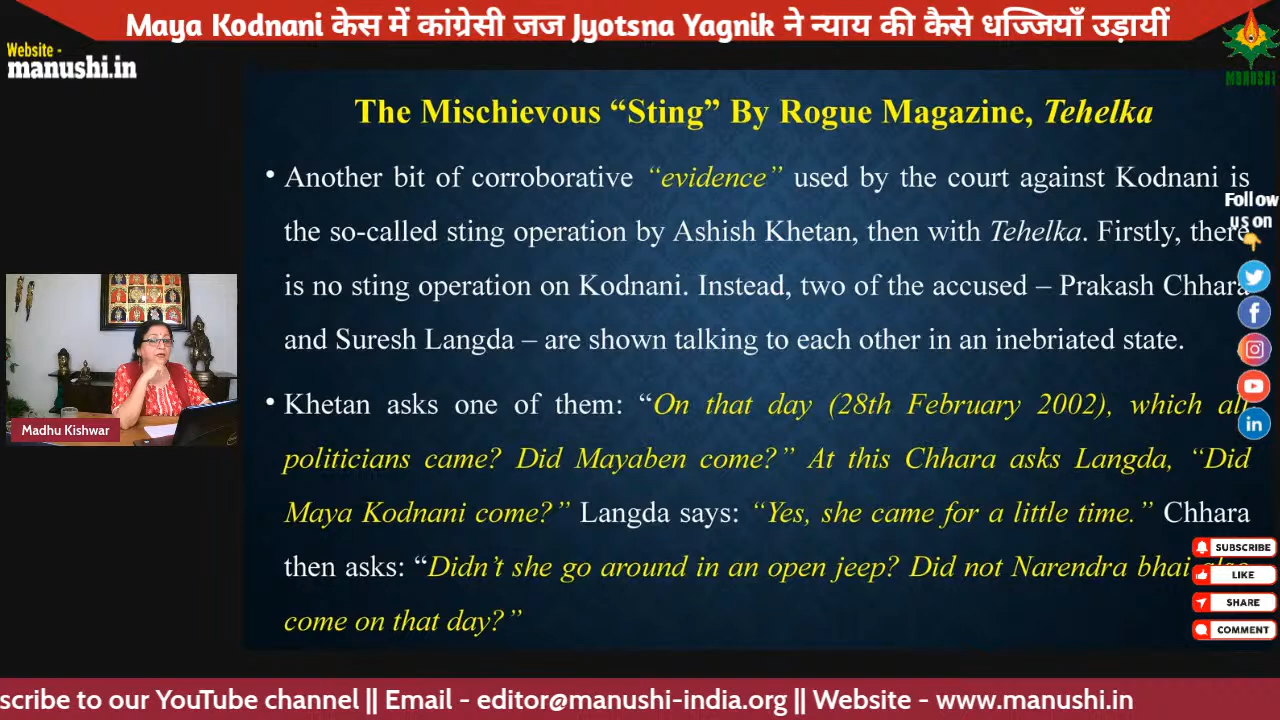 Maya Kodnani केस में कांग्रेसी जज Jyotsna Yagnik ने न्याय की कैसे धज्जियाँ उड़ायीं
Website -
manushi.in
MANUSHI
The Mischievous “Sting” By Rogue Magazine, Tehelka
• Another bit of corroborative “evidence” used by the court against Kodnani is
the so-called sting operation by Ashish Khetan, then with Tehelka. Firstly, there
is no sting operation on Kodnani. Instead, two of the accused – Prakash Chhara
and Suresh Langda – are shown talking to each other in an inebriated state.
• Khetan asks one of them: “On that day (28th February 2002), which all
politicians came? Did Mayaben come?” At this Chhara asks Langda, “Did
Maya Kodnani come?” Langda says: “Yes, she came for a little time.” Chhara
then asks: “Didn’t she go around in an open jeep? Did not Narendra bhai also
come on that day?”
Follow
us on
Madhu Kishwar
SUBSCRIBE
LIKE
SHARE
COMMENT
scribe to our YouTube channel || Email - editor@manushi-india.org || Website - www.manushi.in